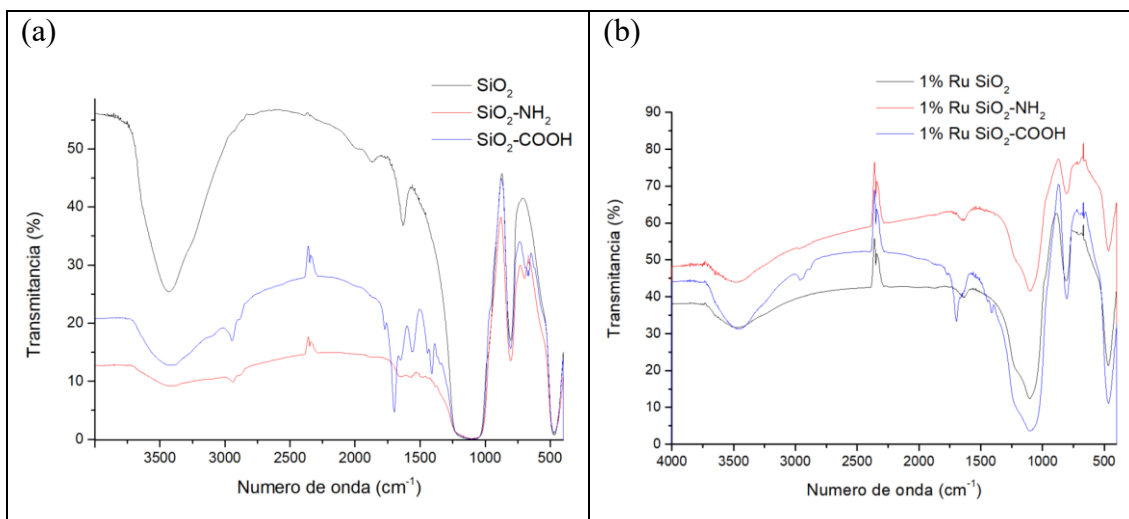 (a)
SiO2
SiO2-NH2
SiO2-COOH
50
40
30
20
10
0
Transmitancia (%)
3500 3000 2500 2000 1500 1000 500
Numero de onda (cm-1)
(b)
1% Ru SiO2
1% Ru SiO2-NH2
1% Ru SiO2-COOH
90
80
70
60
50
40
30
20
10
0
Transmitancia (%)
4000 3500 3000 2500 2000 1500 1000 500
Numero de onda (cm-1)